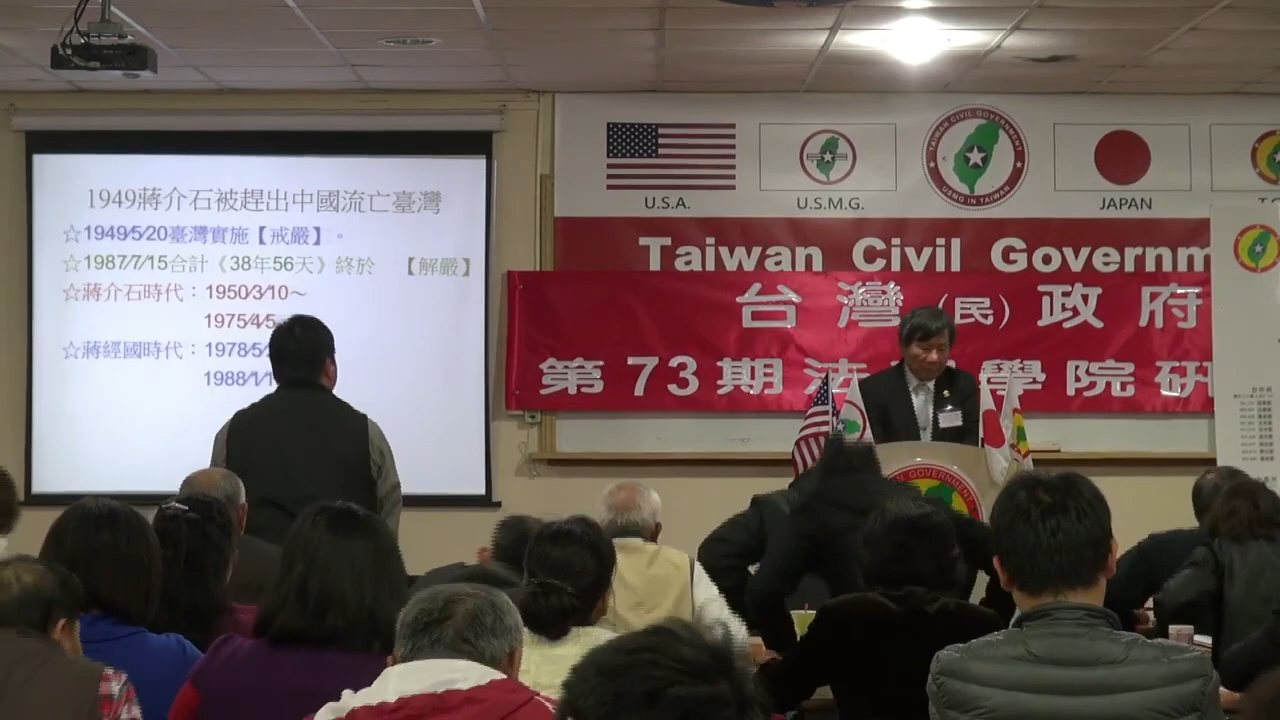 1949蔣介石被趕出中國流亡臺灣
☆1949/5/20臺灣實施【戒嚴】。
☆1987/7/15合計《38年56天》終於 【解嚴】
☆蔣介石時代：1950/3/10～
1975/4/5
☆蔣經國時代：1978/5/
1988/1/1
TAIWAN CIVIL GOVERNMENT
USMG IN TAIWAN
U.S.A.
U.S.M.G.
JAPAN
Taiwan Civil Governm
台灣(民)政府
第73期法 學院研
GOVERNMENT